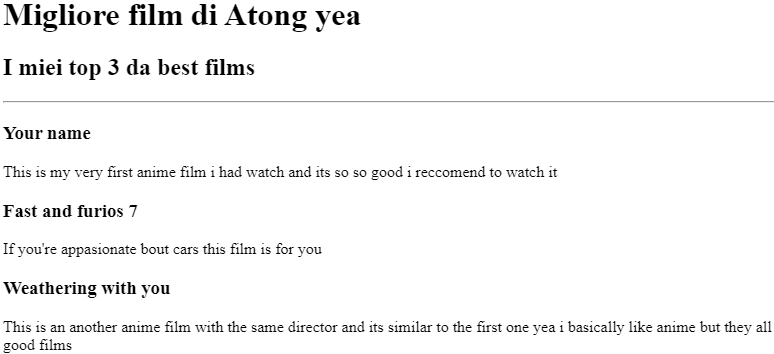 Migliore film di Atong yea
I miei top 3 da best films
Your name
This is my very first anime film i had watch and its so so good i reccomend to watch it
Fast and furios 7
If you're appasionate bout cars this film is for you
Weathering with you
This is an another anime film with the same director and its similar to the first one yea i basically like anime but they all
good films